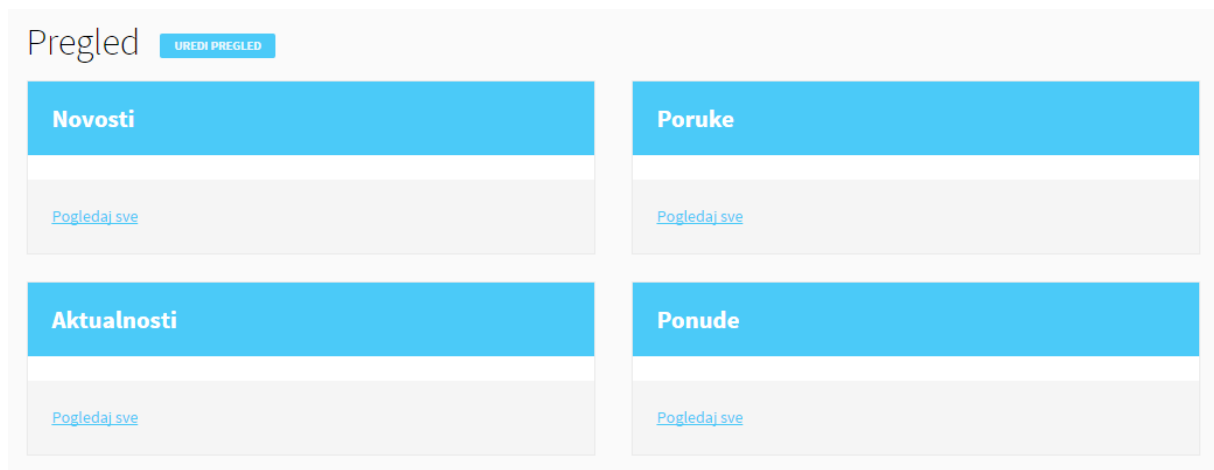 Pregled UREDI PREGLED
Novosti
Pogledaj sve
Poruke
Pogledaj sve
Aktualnosti
Pogledaj sve
Ponude
Pogledaj sve